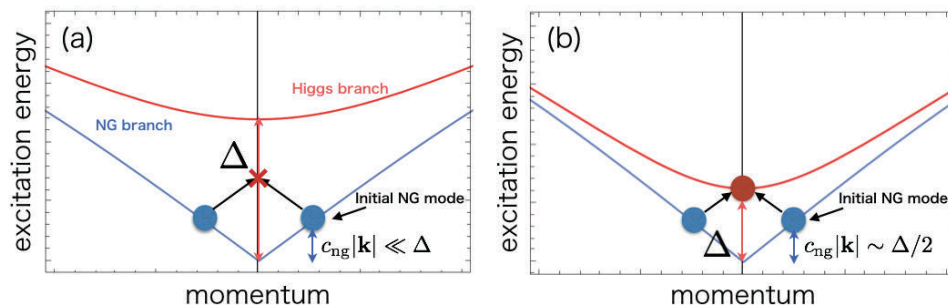 (a)
excitation energy
Higgs branch
NG branch
Δ
Initial NG mode
c_ng|k| ≪ Δ
momentum
(b)
excitation energy
Initial NG mode
Δ
c_ng|k| ∼ Δ/2
momentum